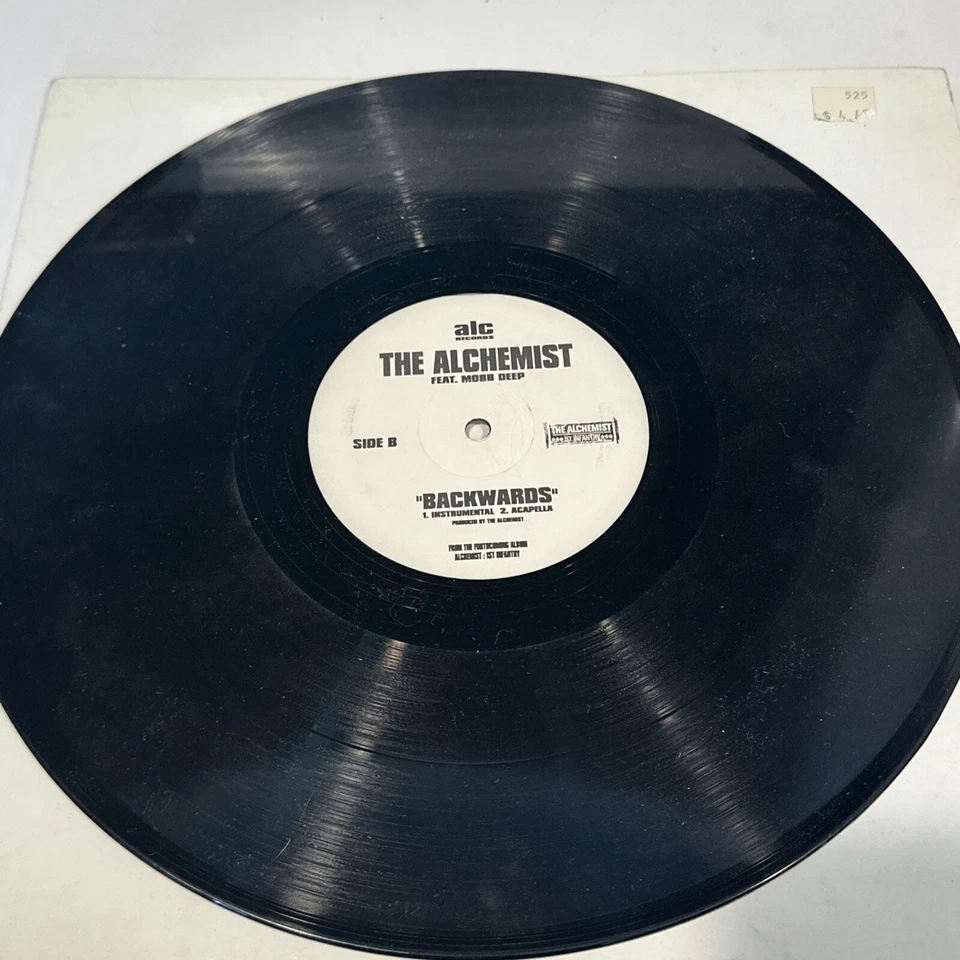 525
alc
RECORDS
THE ALCHEMIST
FEAT. MOBB DEEP
SIDE B
THE ALCHEMIST
1ST INFANTRY
"BACKWARDS"
1. INSTRUMENTAL 2. ACAPELLA
PRODUCED BY THE ALCHEMIST
FROM THE FORTHCOMING ALBUM
ALCHEMIST : 1ST INFANTRY